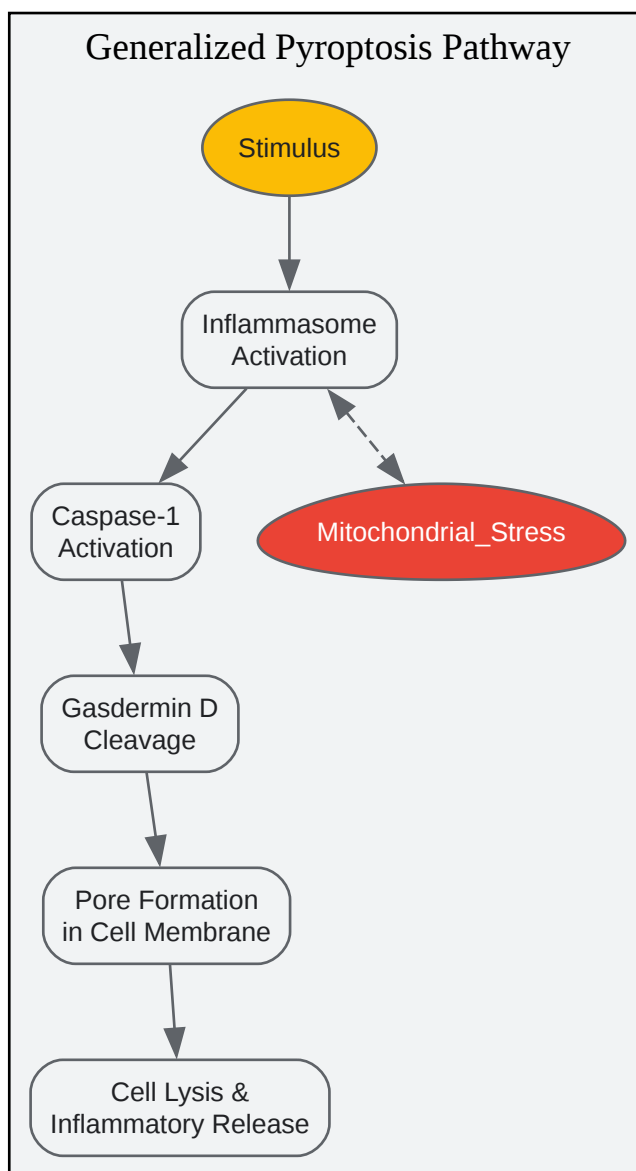 Generalized Pyroptosis Pathway
Stimulus
Inflammasome
Activation
Caspase-1
Activation
Mitochondrial_Stress
Gasdermin D
Cleavage
Pore Formation
in Cell Membrane
Cell Lysis &
Inflammatory Release